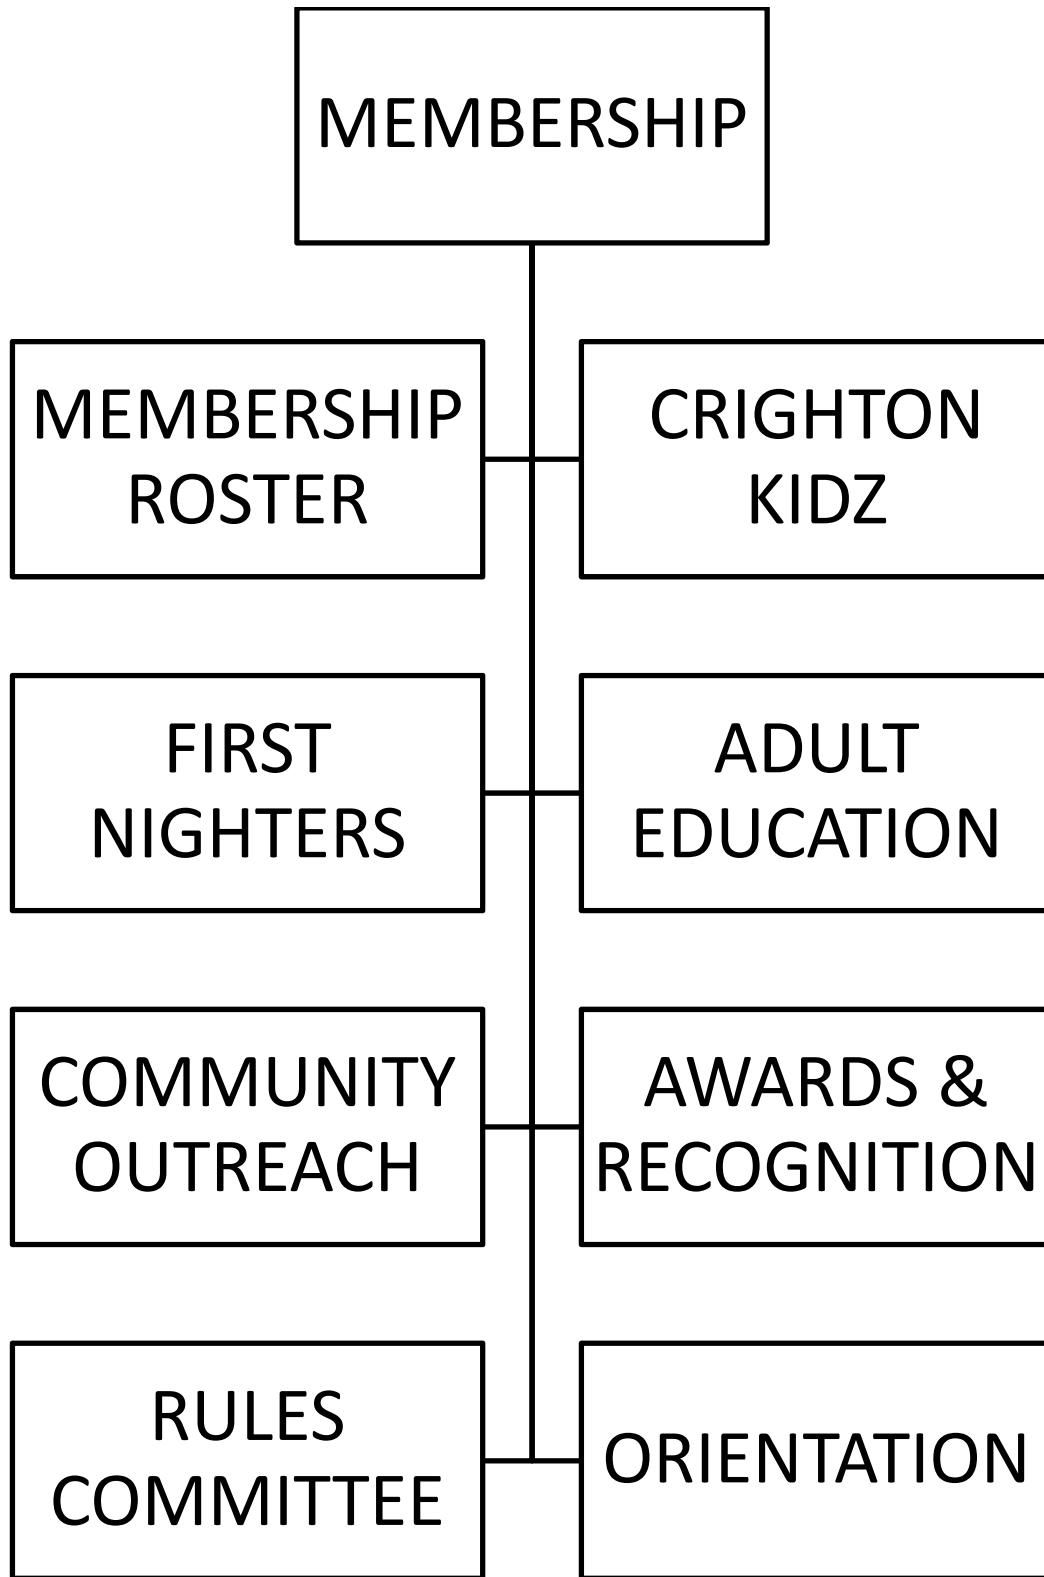 MEMBERSHIP
MEMBERSHIP
ROSTER
CRIGHTON
KIDZ
FIRST
NIGHTERS
ADULT
EDUCATION
COMMUNITY
OUTREACH
AWARDS &
RECOGNITION
RULES
COMMITTEE
ORIENTATION